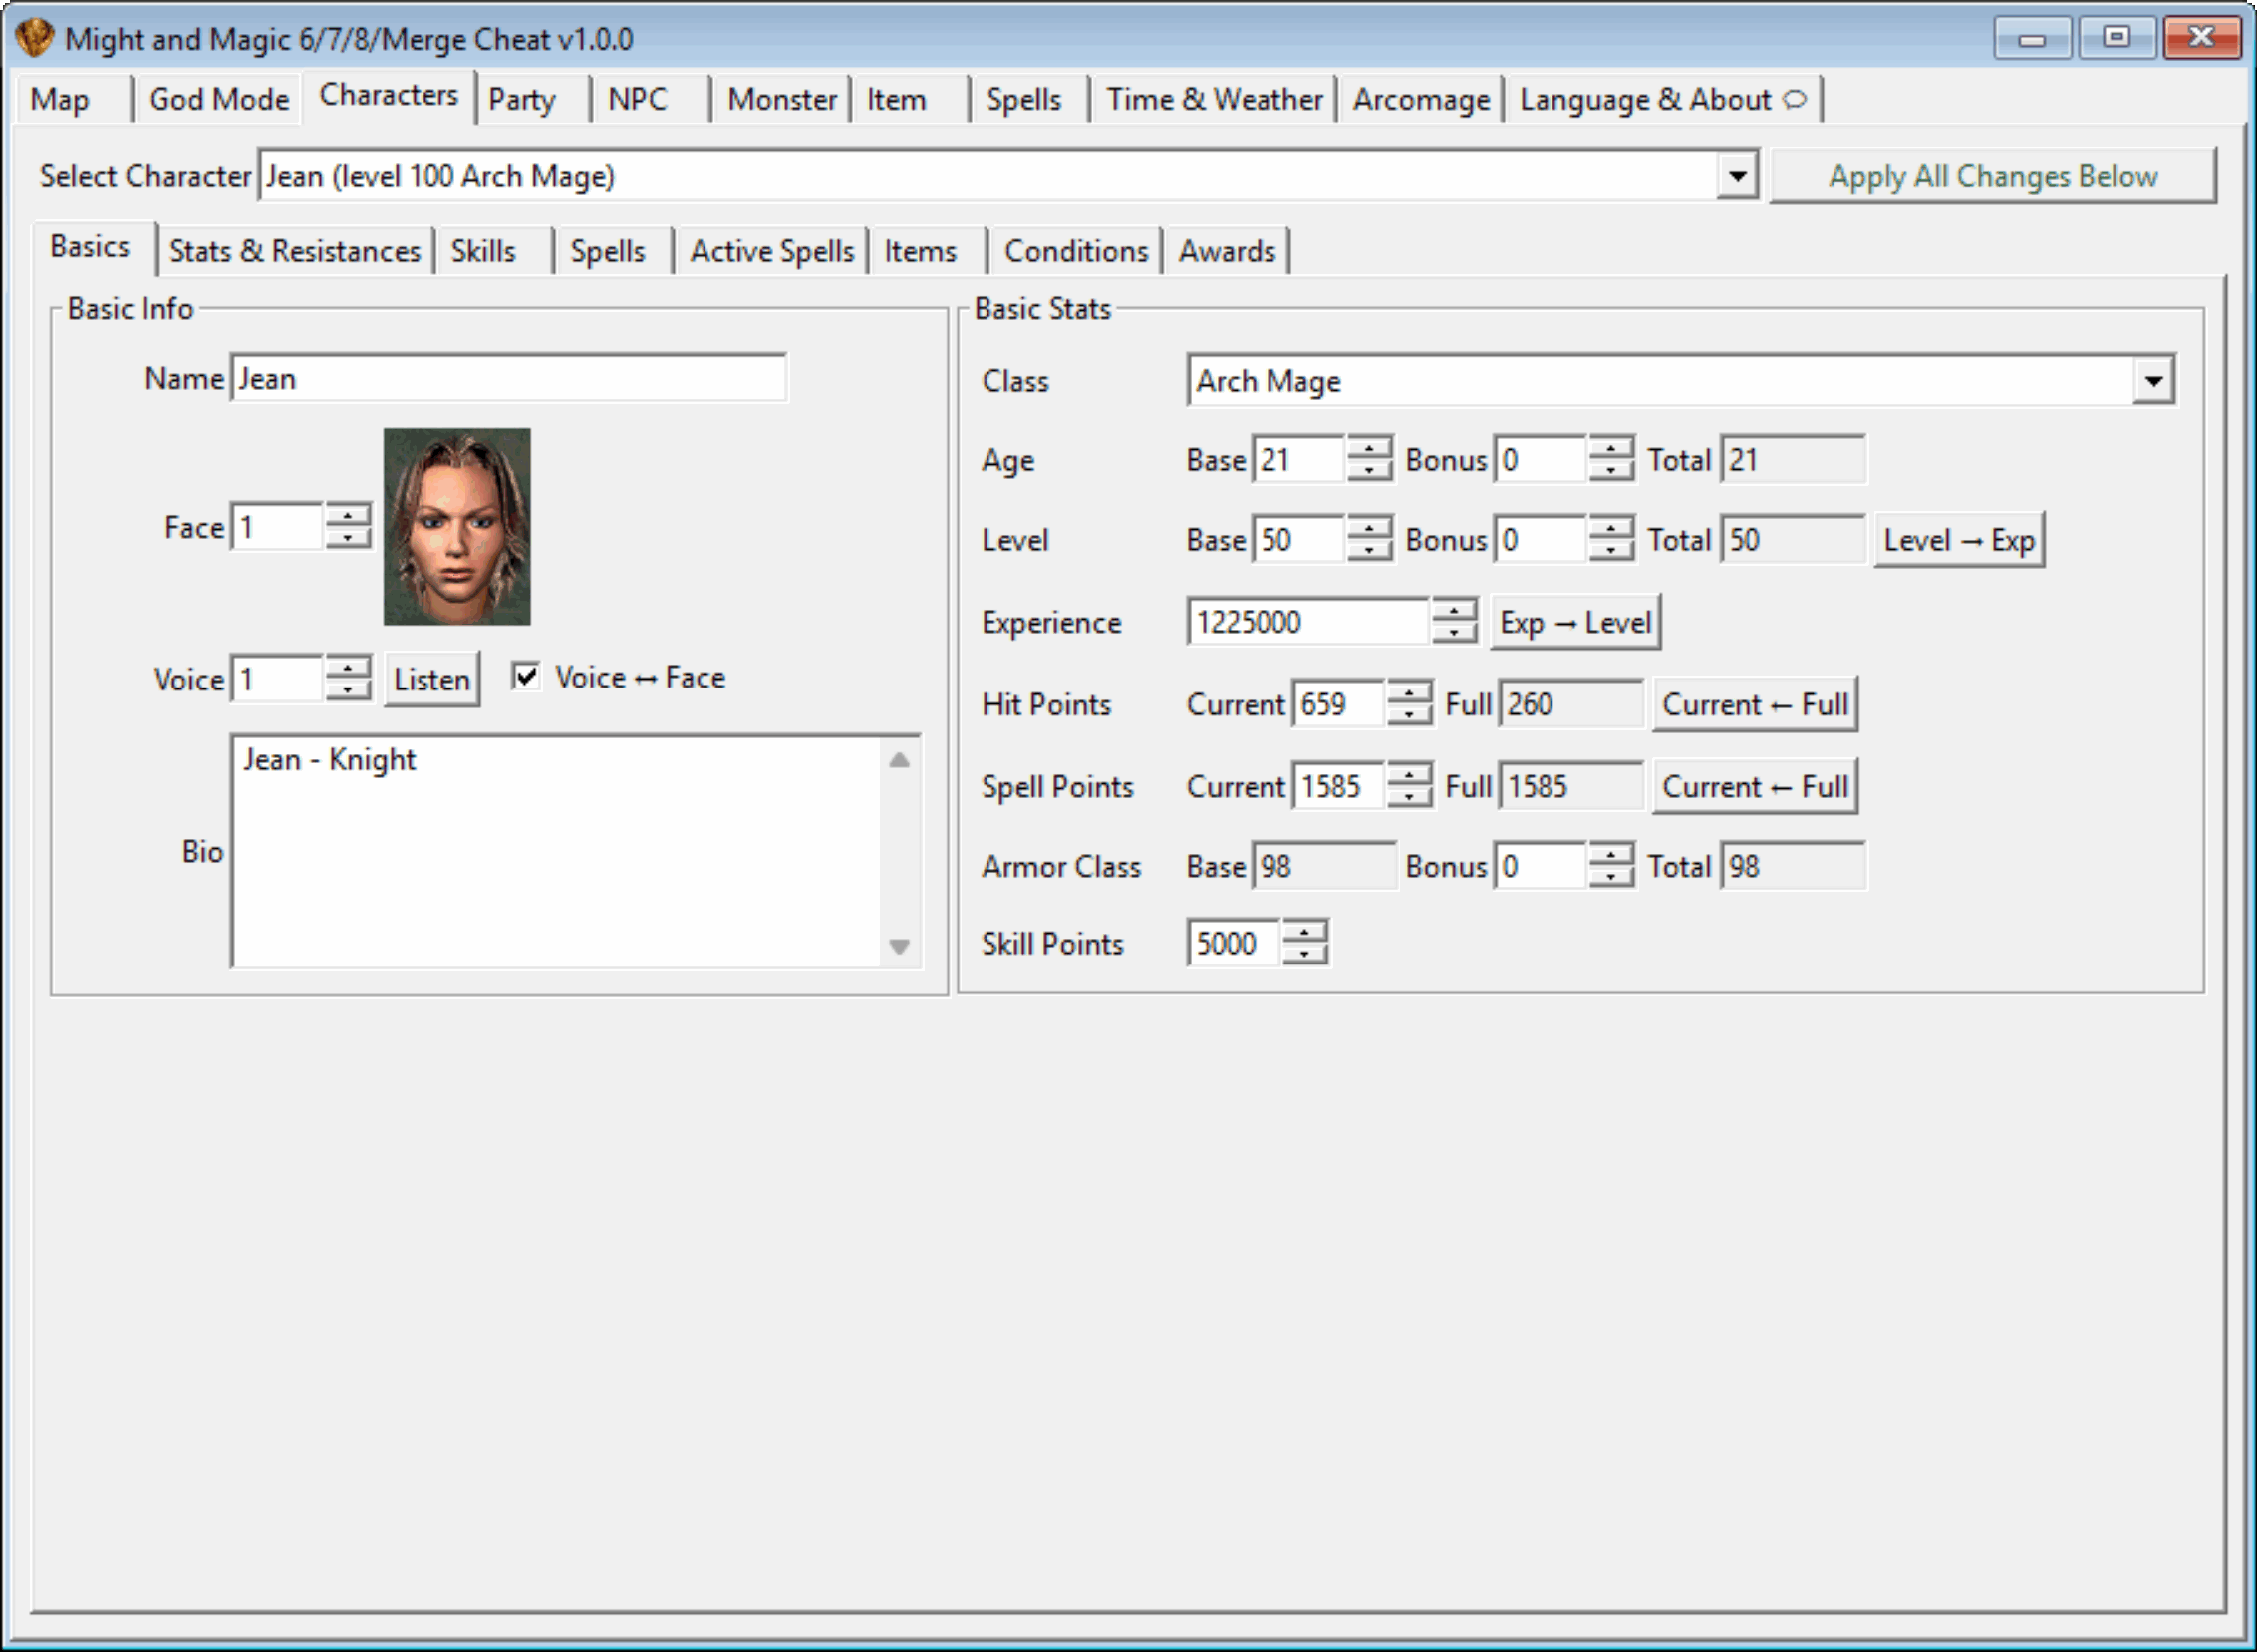 Might and Magic 6/7/8/Merge Cheat v1.0.0
Map God Mode Characters Party NPC Monster Item Spells Time & Weather Arcomage Language & About
Select Character Jean (level 100 Arch Mage) Apply All Changes Below
Basics Stats & Resistances Skills Spells Active Spells Items Conditions Awards
Basic Info
Name Jean
Face 1
Voice 1 Listen Voice ↔ Face
Bio Jean - Knight
Basic Stats
Class Arch Mage
Age Base 21 Bonus 0 Total 21
Level Base 50 Bonus 0 Total 50 Level → Exp
Experience 1225000 Exp → Level
Hit Points Current 659 Full 260 Current ← Full
Spell Points Current 1585 Full 1585 Current ← Full
Armor Class Base 98 Bonus 0 Total 98
Skill Points 5000